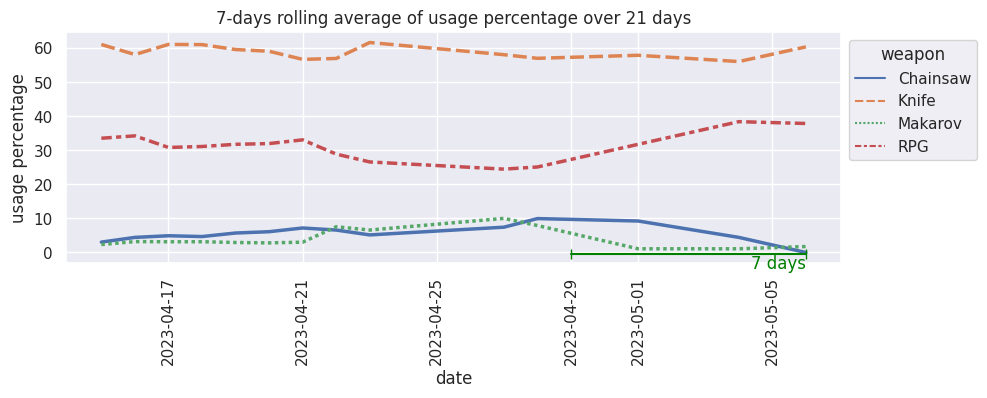 7-days rolling average of usage percentage over 21 days
usage percentage
60
50
40
30
20
10
0
weapon
Chainsaw
Knife
Makarov
RPG
7 days
2023-04-17
2023-04-21
2023-04-25
2023-04-29
2023-05-01
2023-05-05
date